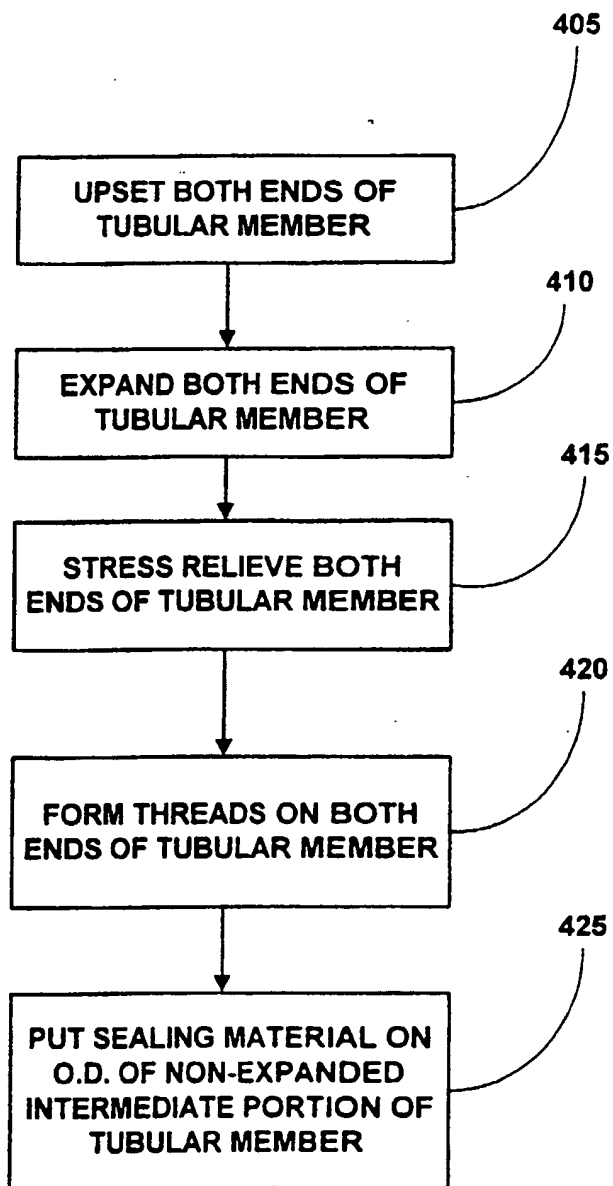 405
UPSET BOTH ENDS OF
TUBULAR MEMBER
410
EXPAND BOTH ENDS OF
TUBULAR MEMBER
415
STRESS RELIEVE BOTH
ENDS OF TUBULAR MEMBER
420
FORM THREADS ON BOTH
ENDS OF TUBULAR MEMBER
425
PUT SEALING MATERIAL ON
O.D. OF NON-EXPANDED
INTERMEDIATE PORTION OF
TUBULAR MEMBER